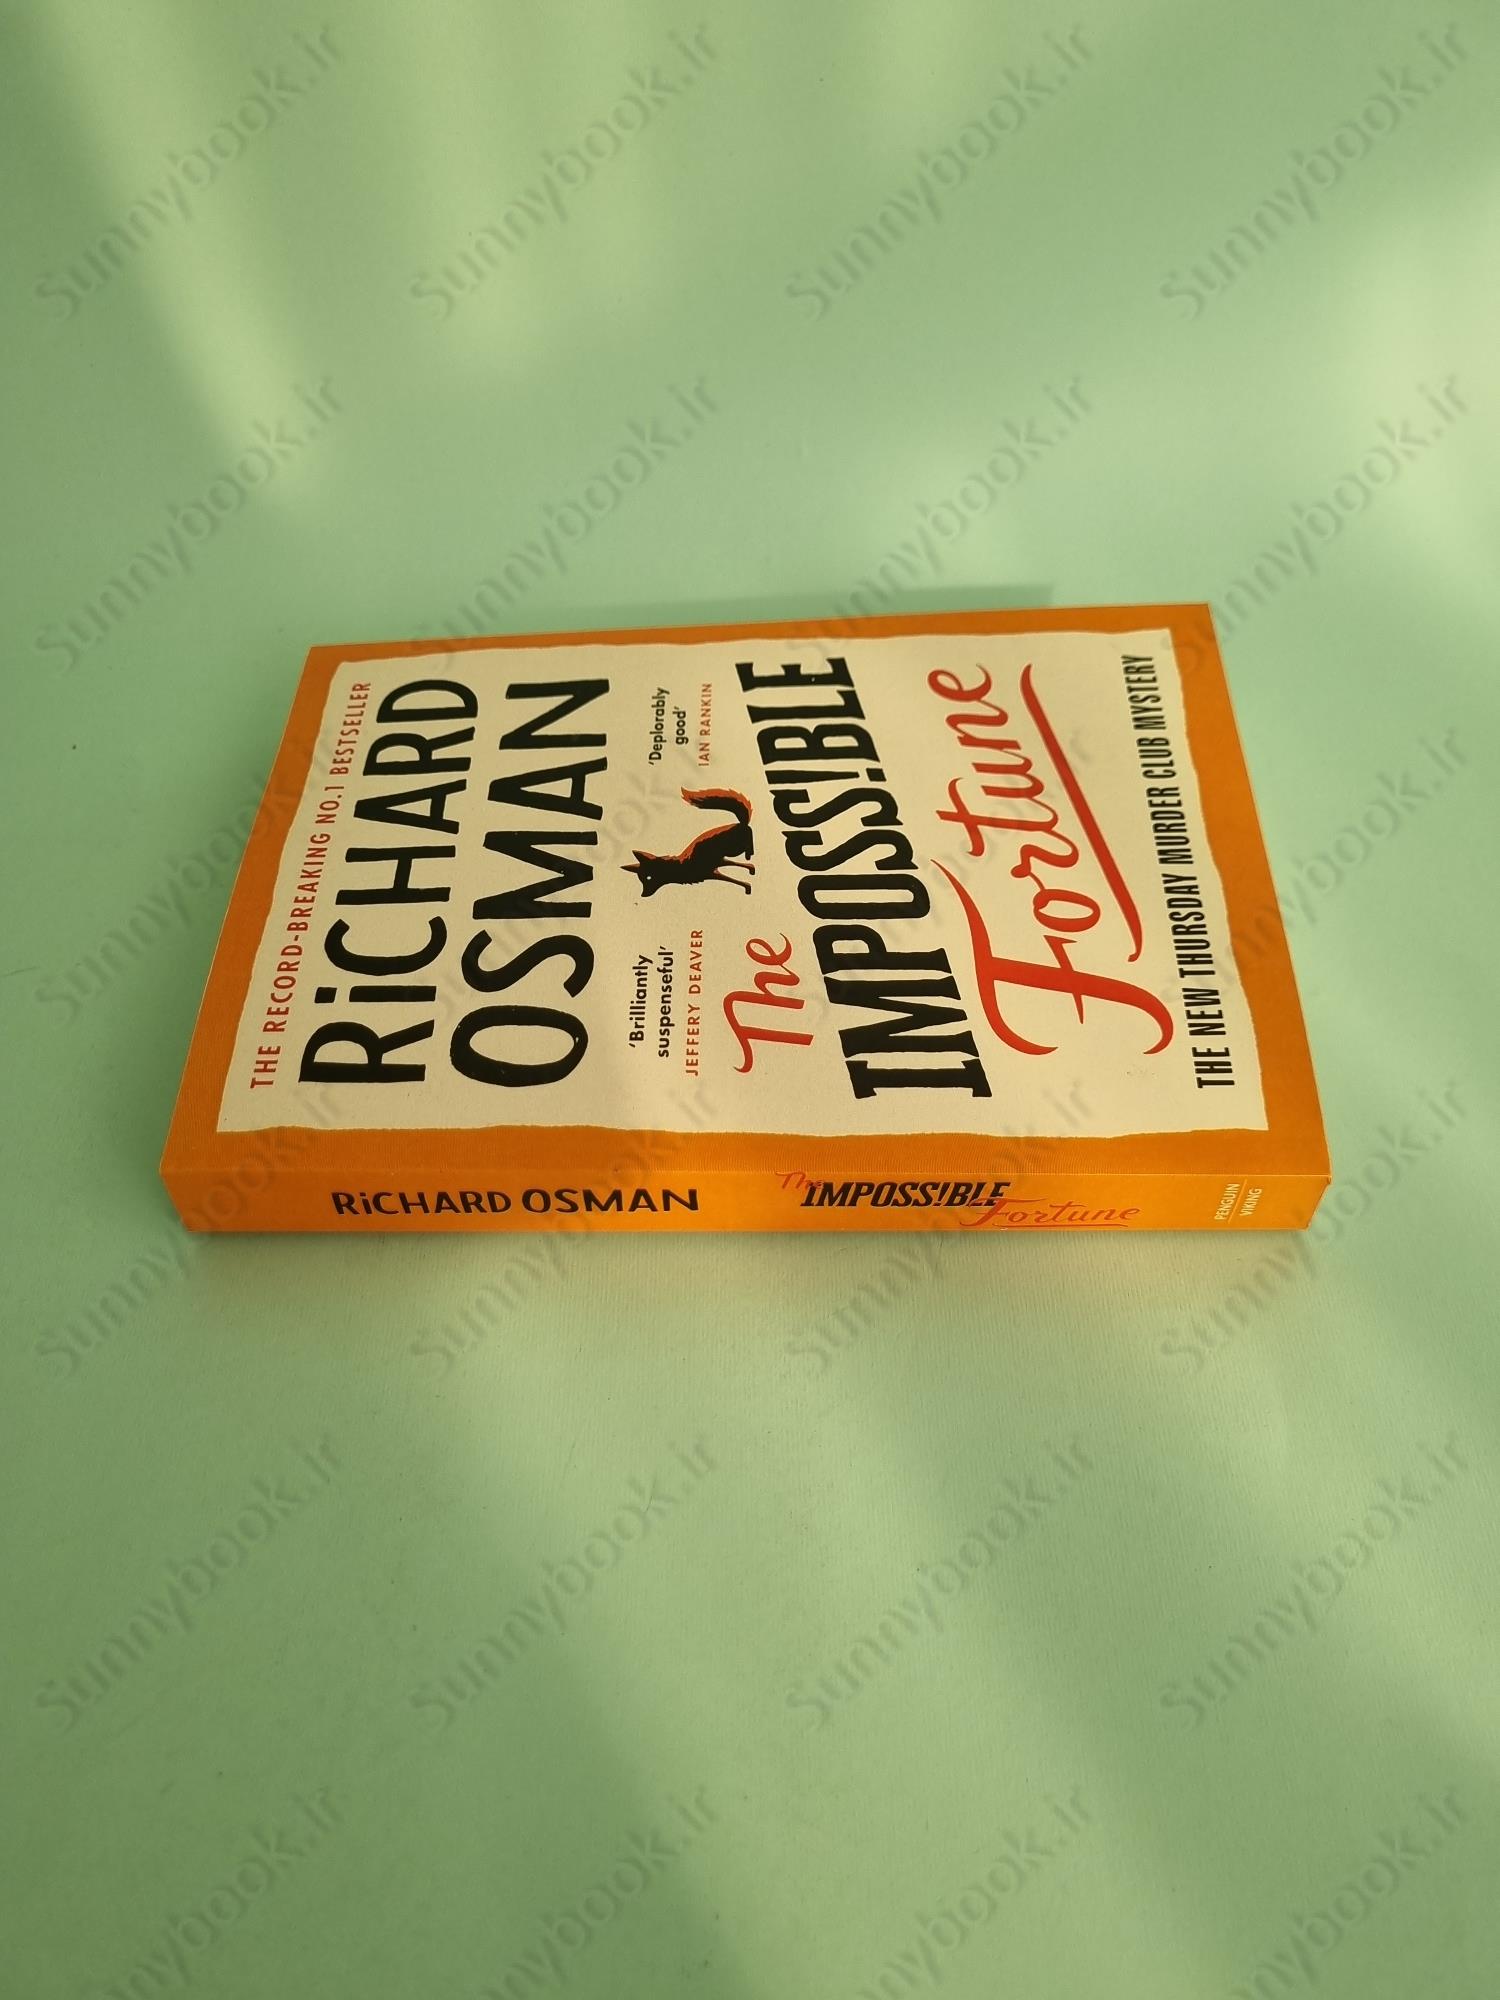 THE RECORD-BREAKING NO.1 BESTSELLER
RiCHARD
OSMAN
'Brilliantly
suspenseful'
JEFFERY DEAVER
'Deplorably
good'
IAN RANKIN
The
IMPOSS!BLE
Fortune
THE NEW THURSDAY MURDER CLUB MYSTERY
RiCHARD OSMAN
The
IMPOSS!BLE
Fortune
PENGUIN
VIKING
Sunnybook.ir